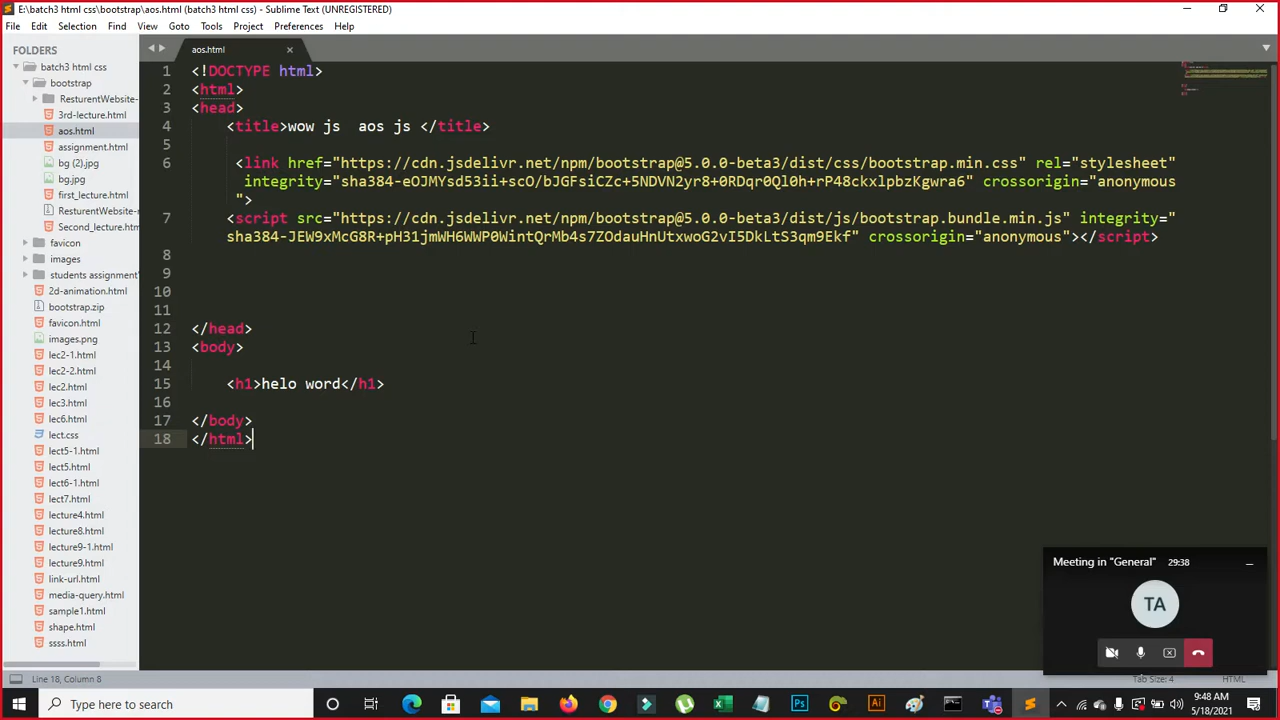 E:\batch3 html css\bootstrap\aos.html (batch3 html css) - Sublime Text (UNREGISTERED)
File Edit Selection Find View Goto Tools Project Preferences Help
FOLDERS
batch3 html css
bootstrap
ResturentWebsite-
3rd-lecture.html
aos.html
assignment.html
bg (2).jpg
bg.jpg
first_lecture.html
ResturentWebsite-r
Second_lecture.htm
favicon
images
students assignment'
2d-animation.html
bootstrap.zip
favicon.html
images.png
lec2-1.html
lec2-2.html
lec2.html
lec3.html
lec6.html
lect.css
lect5-1.html
lect5.html
lect6-1.html
lect7.html
lecture4.html
lecture8.html
lecture9-1.html
lecture9.html
link-url.html
media-query.html
sample1.html
shape.html
ssss.html
aos.html
1 <!DOCTYPE html>
2 <html>
3 <head>
4 <title>wow js  aos js </title>
5
6 <link href="https://cdn.jsdelivr.net/npm/bootstrap@5.0.0-beta3/dist/css/bootstrap.min.css" rel="stylesheet"
integrity="sha384-eOJMYsd53ii+scO/bJGFsiCZc+5NDVN2yr8+0RDqr0Ql0h+rP48ckxlpbzKgwra6" crossorigin="anonymous
">
7 <script src="https://cdn.jsdelivr.net/npm/bootstrap@5.0.0-beta3/dist/js/bootstrap.bundle.min.js" integrity="
sha384-JEW9xMcG8R+pH31jmWH6WWP0WintQrMb4s7ZOdauHnUtxwoG2vI5DkLtS3qm9Ekf" crossorigin="anonymous"></script>
8
9
10
11
12 </head>
13 <body>
14
15 <h1>helo word</h1>
16
17 </body>
18 </html>
Meeting in "General" 29:38
TA
Line 18, Column 8
Tab Size: 4
HTML
Type here to search
9:48 AM
5/18/2021